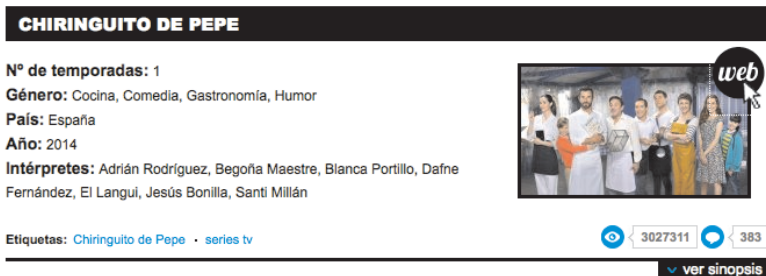 CHIRINGUITO DE PEPE
Nº de temporadas: 1
Género: Cocina, Comedia, Gastronomía, Humor
País: España
Año: 2014
Intérpretes: Adrián Rodríguez, Begoña Maestre, Blanca Portillo, Dafne
Fernández, El Langui, Jesús Bonilla, Santi Millán
web
Etiquetas: Chiringuito de Pepe · series tv
3027311
383
ver sinopsis